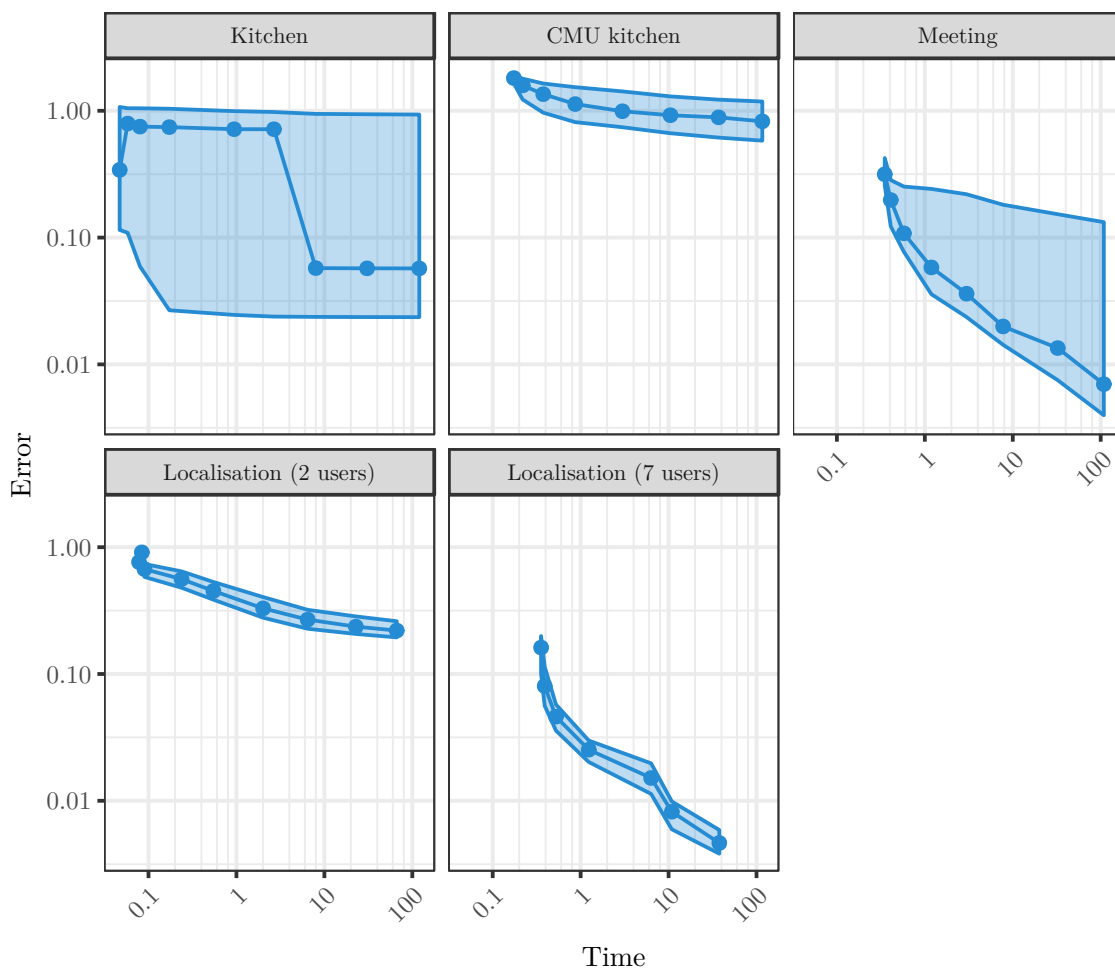 Kitchen
CMU kitchen
Meeting
1.00
0.10
0.01
0.1
1
10
100
Error
Localisation (2 users)
Localisation (7 users)
1.00
0.10
0.01
0.1
1
10
100
0.1
1
10
100
Time